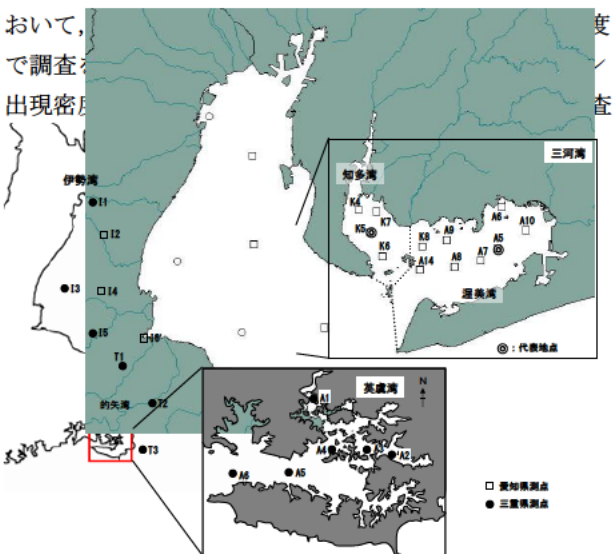 おいて,
度
で調査を
出現密度
査
三河湾
知多湾
伊勢湾
I1
K4
K7
A6
A10
I2
K5
K8
A9
A5
K6
A7
A14
A8
I3
I4
渥美湾
I5
I6
◎:代表地点
T1
的矢湾
T2
英虞湾
N
A1
T3
A4
A3
A2
A6
A5
□ 愛知県測点
● 三重県測点